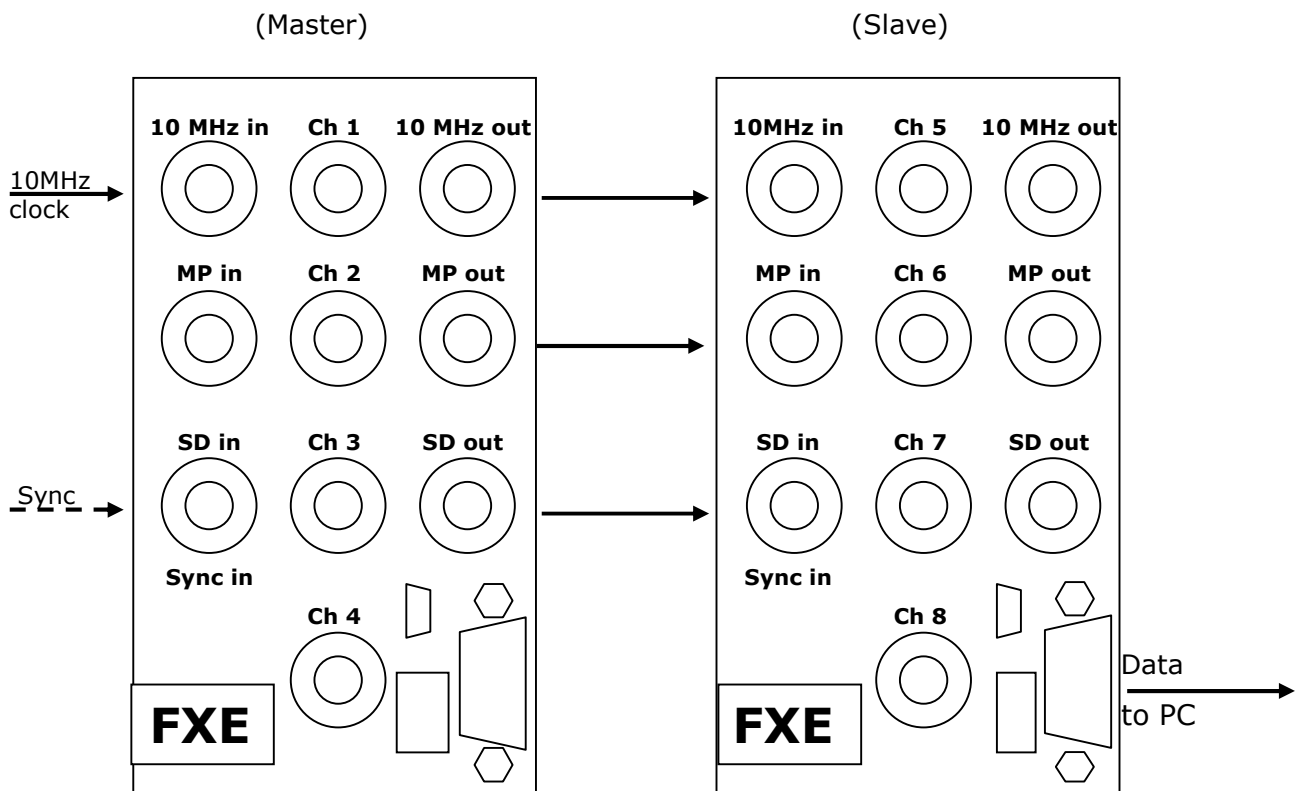 (Master) (Slave)
10 MHz in Ch 1 10 MHz out 10MHz in Ch 5 10 MHz out
10MHz
clock
MP in Ch 2 MP out MP in Ch 6 MP out
SD in Ch 3 SD out SD in Ch 7 SD out
Sync
Sync in Sync in
Ch 4 Ch 8
Data
to PC
FXE FXE